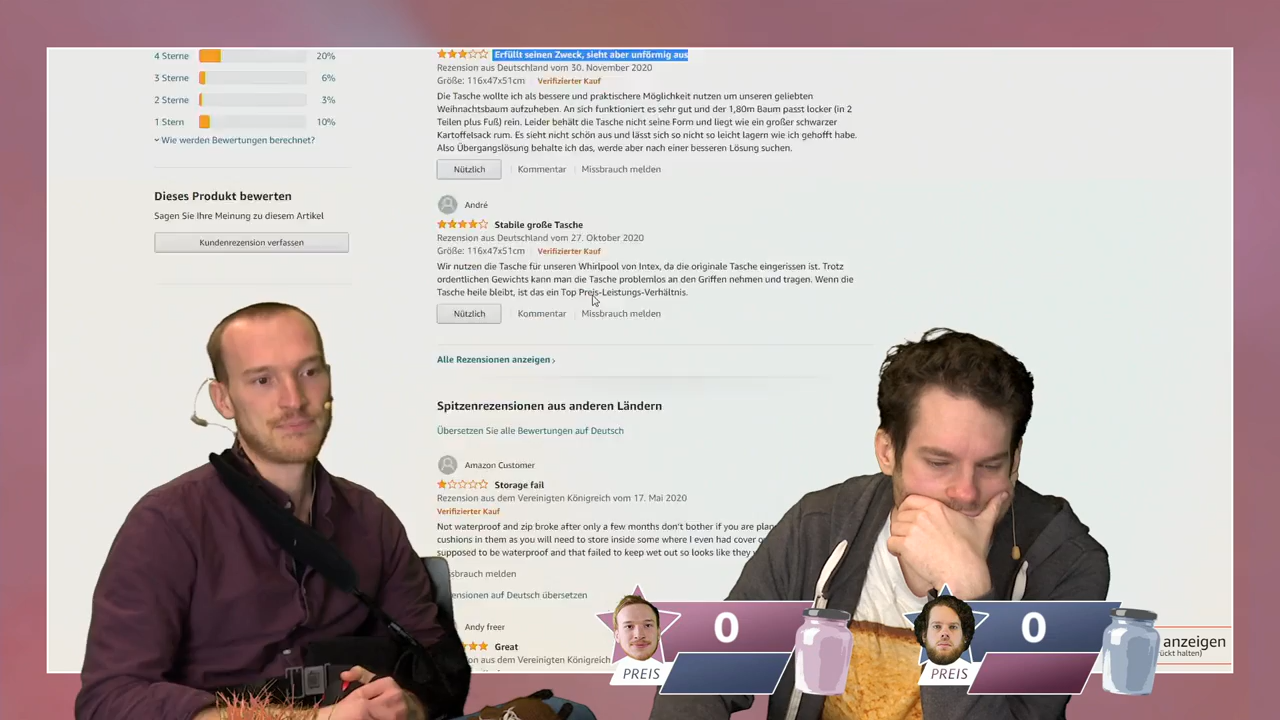 4 Sterne 20%
3 Sterne 6%
2 Sterne 3%
1 Stern 10%
Wie werden Bewertungen berechnet?
Dieses Produkt bewerten
Sagen Sie Ihre Meinung zu diesem Artikel
Kundenrezension verfassen
Erfüllt seinen Zweck, sieht aber unförmig aus
Rezension aus Deutschland vom 30. November 2020
Größe: 116x47x51cm Verifizierter Kauf
Die Tasche wollte ich als bessere und praktischere Möglichkeit nutzen um unseren geliebten
Weihnachtsbaum aufzuheben. An sich funktioniert es sehr gut und der 1,80m Baum passt locker (in 2
Teilen plus Fuß) rein. Leider behält die Tasche nicht seine Form und liegt wie ein großer schwarzer
Kartoffelsack rum. Es sieht nicht schön aus und lässt sich so nicht so leicht lagern wie ich gehofft habe.
Also Übergangslösung behalte ich das, werde aber nach einer besseren Lösung suchen.
Nützlich Kommentar Missbrauch melden
André
Stabile große Tasche
Rezension aus Deutschland vom 27. Oktober 2020
Größe: 116x47x51cm Verifizierter Kauf
Wir nutzen die Tasche für unseren Whirlpool von Intex, da die originale Tasche eingerissen ist. Trotz
ordentlichen Gewichts kann man die Tasche problemlos an den Griffen nehmen und tragen. Wenn die
Tasche heile bleibt, ist das ein Top Preis-Leistungs-Verhältnis.
Nützlich Kommentar Missbrauch melden
Alle Rezensionen anzeigen
Spitzenrezensionen aus anderen Ländern
Übersetzen Sie alle Bewertungen auf Deutsch
Amazon Customer
Storage fail
Rezension aus dem Vereinigten Königreich vom 17. Mai 2020
Verifizierter Kauf
Not waterproof and zip broke after only a few months don't bother if you are
cushions in them as you will need to store inside some where I even had cover
supposed to be waterproof and that failed to keep wet out so looks like they
melden
auf Deutsch übersetzen
Andy freer
Great
aus dem Vereinigten
0
PREIS
0
PREIS
anzeigen
halten)